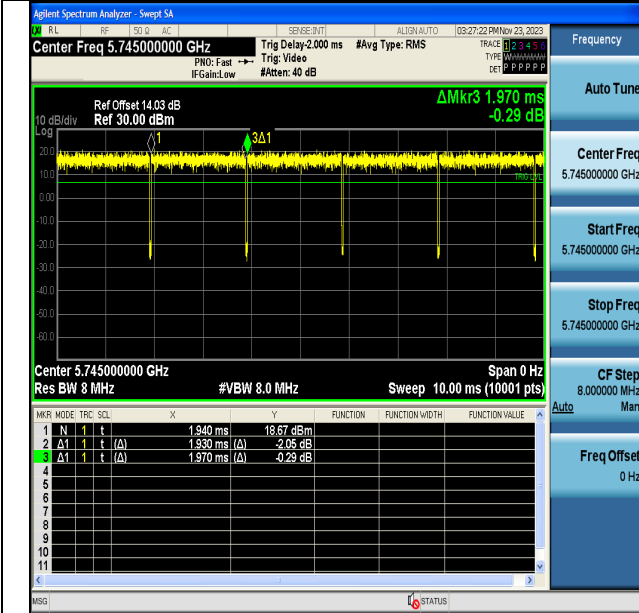 Agilent Spectrum Analyzer - Swept SA
RL RF 50 Ω AC SENSE:INT ALIGN AUTO 03:27:22 PM Nov 23, 2023
Center Freq 5.745000000 GHz
Trig Delay-2.000 ms #Avg Type: RMS
TRACE 1 2 3 4 5 6
PNO: Fast Trig: Video
TYPE WWWWWW
IFGain:Low #Atten: 40 dB
DET P P P P P P
ΔMkr3 1.970 ms
-0.29 dB
Ref Offset 14.03 dB
10 dB/div Ref 30.00 dBm
Log
1
3Δ1
20.0
10.0
TRIG LVL
0.00
-10.0
-20.0
-30.0
-40.0
-50.0
-60.0
Center 5.745000000 GHz Span 0 Hz
Res BW 8 MHz #VBW 8.0 MHz Sweep 10.00 ms (10001 pts)
MKR MODE TRC SCL X Y FUNCTION FUNCTION WIDTH FUNCTION VALUE
1 N 1 t 1.940 ms 18.67 dBm
2 Δ1 1 t (Δ) 1.930 ms (Δ) -2.05 dB
3 Δ1 1 t (Δ) 1.970 ms (Δ) -0.29 dB
4
5
6
7
8
9
10
11
MSG STATUS
Frequency
Auto Tune
Center Freq
5.745000000 GHz
Start Freq
5.745000000 GHz
Stop Freq
5.745000000 GHz
CF Step
8.000000 MHz
Auto Man
Freq Offset
0 Hz